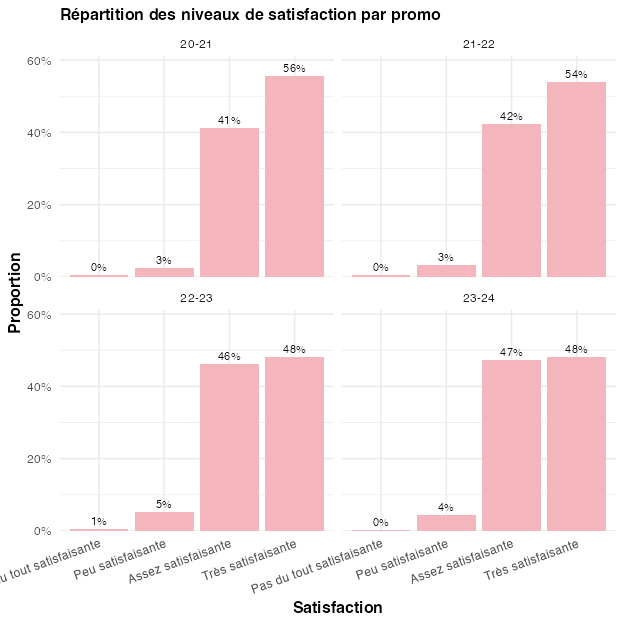 Répartition des niveaux de satisfaction par promo
20-21
21-22
60%
40%
20%
0%
0%
3%
41%
56%
0%
3%
42%
54%
22-23
23-24
60%
40%
20%
0%
1%
5%
46%
48%
0%
4%
47%
48%
Proportion
u tout satisfaisante
Peu satisfaisante
Assez satisfaisante
Très satisfaisante
Pas du tout satisfaisante
Peu satisfaisante
Assez satisfaisante
Très satisfaisante
Satisfaction